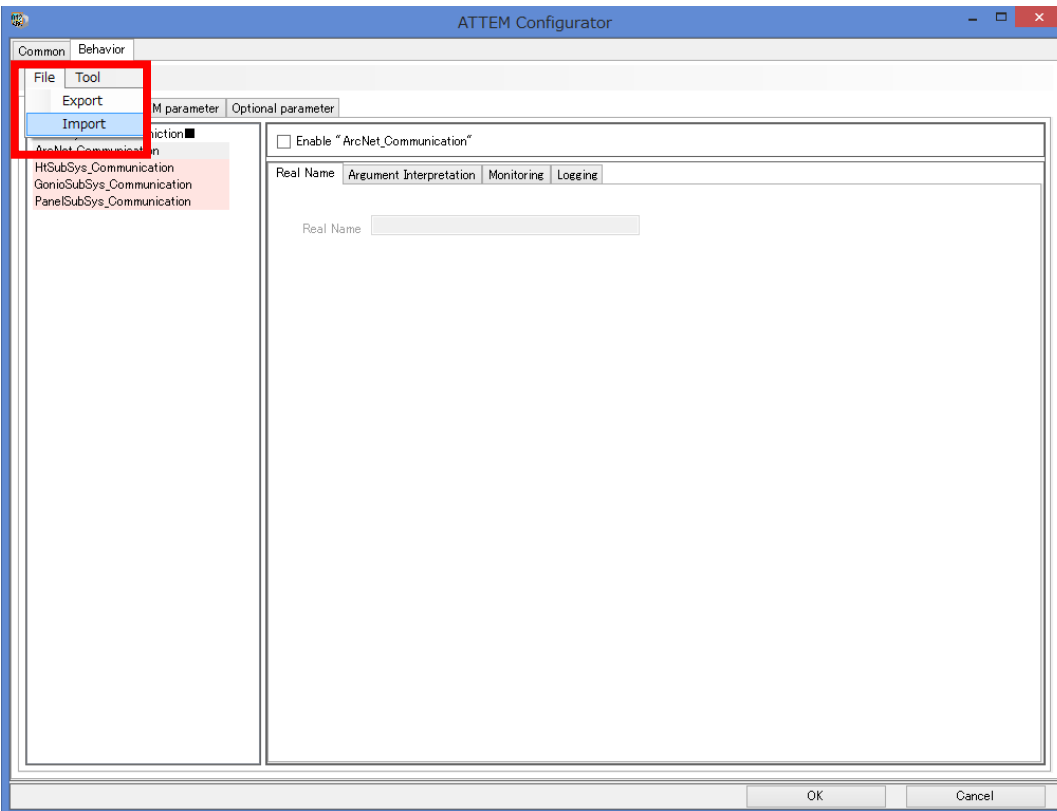 ATTEM Configurator
Common Behavior
File Tool
Export
M parameter Optional parameter
Import
niction■
ArcNet_Communication
Enable "ArcNet_Communication"
HtSubSys_Communication
GonioSubSys_Communication
PanelSubSys_Communication
Real Name Argument Interpretation Monitoring Logging
Real Name
OK Cancel